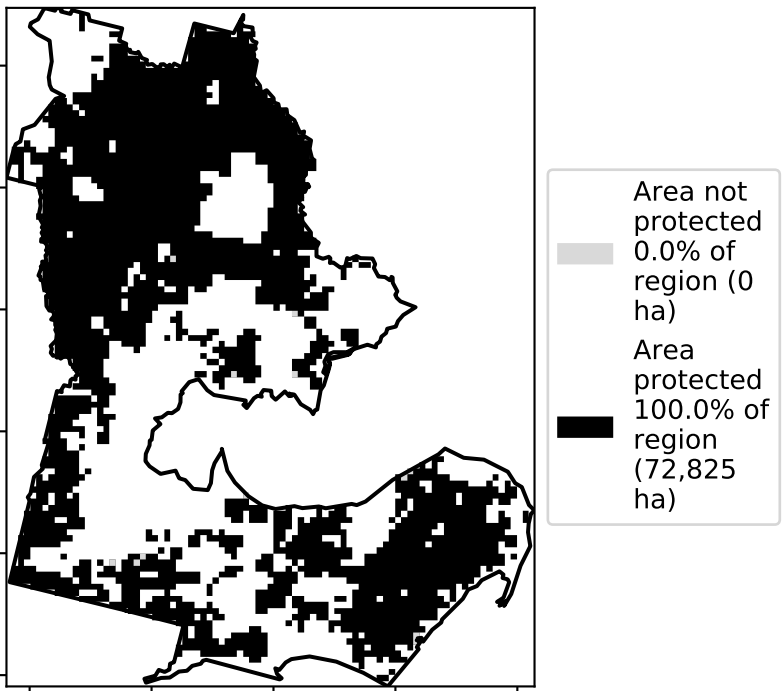 Area not
protected
0.0% of
region (0
ha)
Area
protected
100.0% of
region
(72,825
ha)